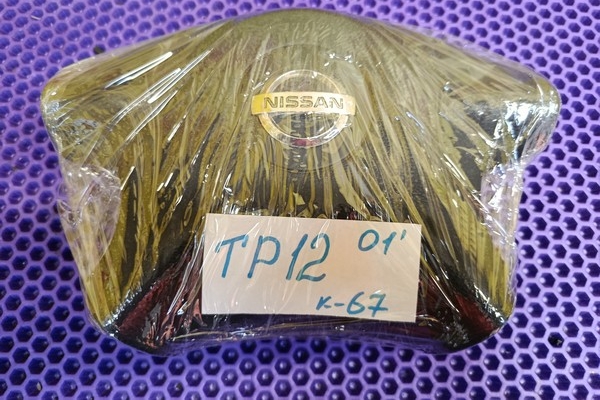 NISSAN
TP12 01'
K-67